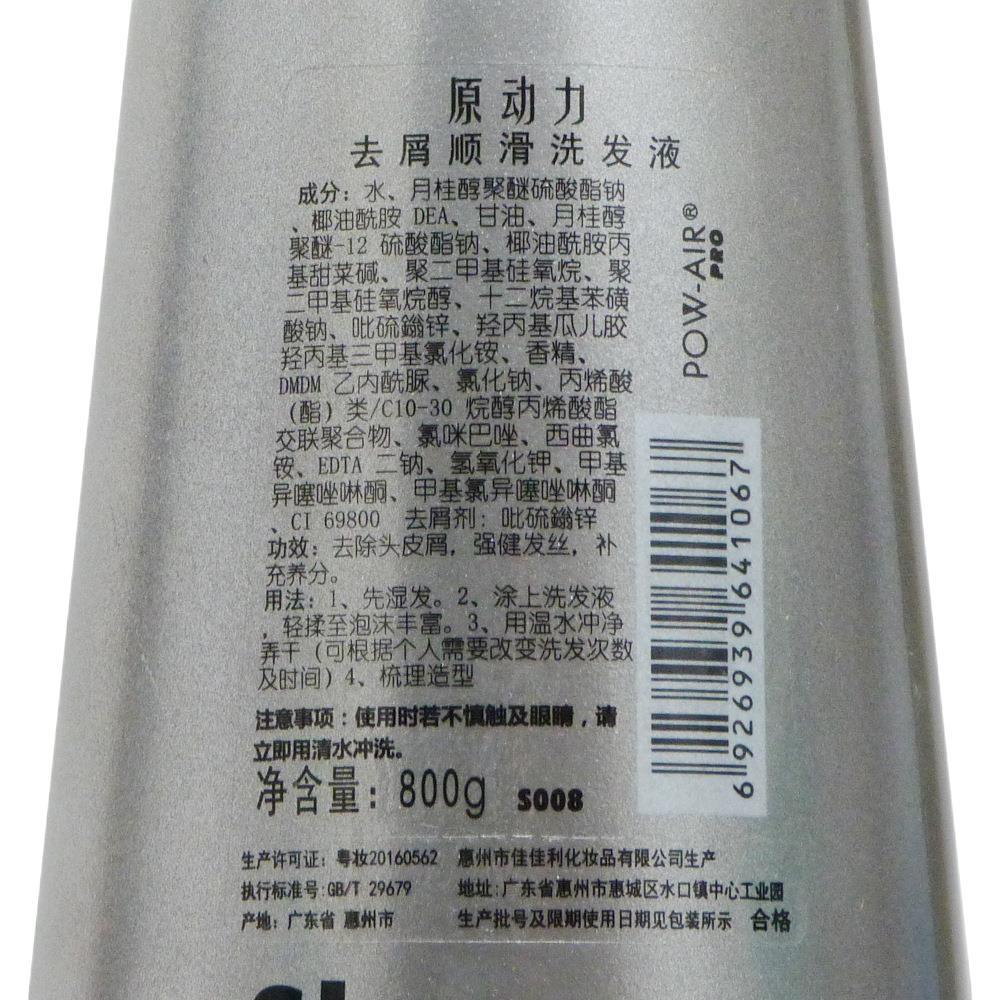 原动力
去屑顺滑洗发液
成分：水、月桂醇聚醚硫酸酯钠
、椰油酰胺 DEA、甘油、月桂醇
聚醚-12 硫酸酯钠、椰油酰胺丙
基甜菜碱、聚二甲基硅氧烷、聚
二甲基硅氧烷醇、十二烷基苯磺
酸钠、吡硫鎓锌、羟丙基瓜儿胶
羟丙基三甲基氯化铵、香精、
DMDM 乙内酰脲、氯化钠、丙烯酸
（酯）类/C10-30 烷醇丙烯酸酯
交联聚合物、氯咪巴唑、西曲氯
铵、EDTA 二钠、氢氧化钾、甲基
异噻唑啉酮、甲基氯异噻唑啉酮
、CI 69800 去屑剂：吡硫鎓锌
功效：去除头皮屑，强健发丝，补
充养分。
用法：1、先湿发。2、涂上洗发液
，轻揉至泡沫丰富。3、用温水冲净
弄干（可根据个人需要改变洗发次数
及时间）4、梳理造型
注意事项：使用时若不慎触及眼睛，请
立即用清水冲洗。
净含量：800g S008
POW-AIR®
PRO
6926939641067
生产许可证：粤妆20160562 惠州市佳佳利化妆品有限公司生产
执行标准号:GB/T 29679 地址:广东省惠州市惠城区水口镇中心工业园
产地：广东省 惠州市 生产批号及限期使用日期见包装所示 合格